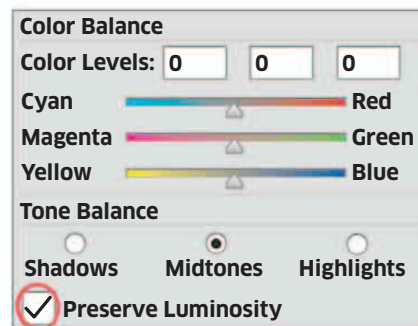 Color Balance
Color Levels: 0 0 0
Cyan Red
Magenta Green
Yellow Blue
Tone Balance
Shadows Midtones Highlights
Preserve Luminosity